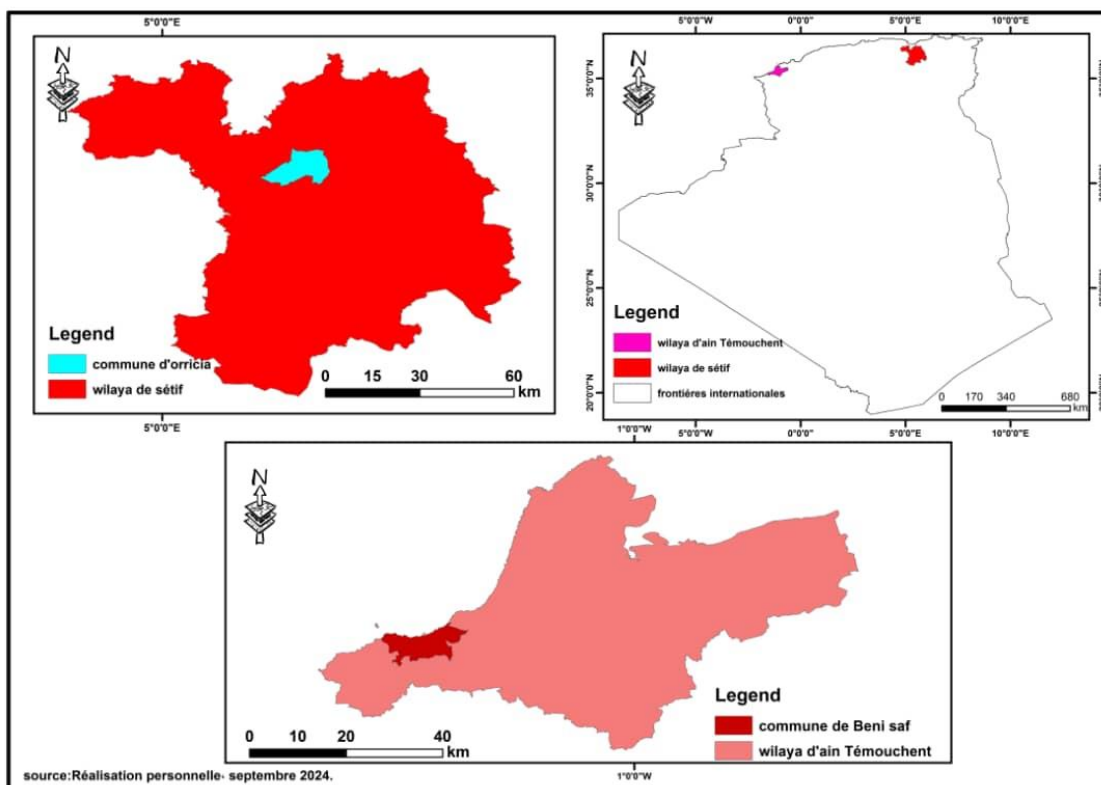 5°0'0"E
N
Legend
commune d'orricia
wilaya de sétif
0 15 30 60
km
5°0'0"E
5°0'0"W 0°0'0" 5°0'0"E 10°0'0"E
N
35°0'0"N
30°0'0"N
25°0'0"N
20°0'0"N
Legend
wilaya d'ain Témouchent
wilaya de sétif
frontiéres internationales
0 170 340 680
km
5°0'0"W 0°0'0" 5°0'0"E 10°0'0"E
1°0'0"W
N
Legend
commune de Beni saf
wilaya d'ain Témouchent
0 10 20 40
km
1°0'0"W
source:Réalisation personnelle- septembre 2024.